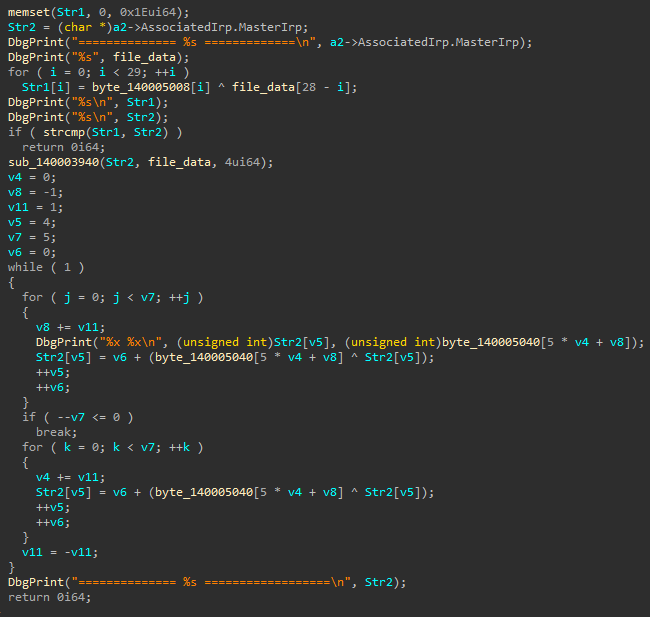 memset(Str1, 0, 0x1Eui64);
Str2 = (char *)a2->AssociatedIrp.MasterIrp;
DbgPrint("============== %s =============\n", a2->AssociatedIrp.MasterIrp);
DbgPrint("%s", file_data);
for ( i = 0; i < 29; ++i )
  Str1[i] = byte_140005008[i] ^ file_data[28 - i];
DbgPrint("%s\n", Str1);
DbgPrint("%s\n", Str2);
if ( strcmp(Str1, Str2) )
  return 0i64;
sub_140003940(Str2, file_data, 4ui64);
v4 = 0;
v8 = -1;
v11 = 1;
v5 = 4;
v7 = 5;
v6 = 0;
while ( 1 )
{
  for ( j = 0; j < v7; ++j )
  {
    v8 += v11;
    DbgPrint("%x %x\n", (unsigned int)Str2[v5], (unsigned int)byte_140005040[5 * v4 + v8]);
    Str2[v5] = v6 + (byte_140005040[5 * v4 + v8] ^ Str2[v5]);
    ++v5;
    ++v6;
  }
  if ( --v7 <= 0 )
    break;
  for ( k = 0; k < v7; ++k )
  {
    v4 += v11;
    Str2[v5] = v6 + (byte_140005040[5 * v4 + v8] ^ Str2[v5]);
    ++v5;
    ++v6;
  }
  v11 = -v11;
}
DbgPrint("============== %s ==================\n", Str2);
return 0i64;